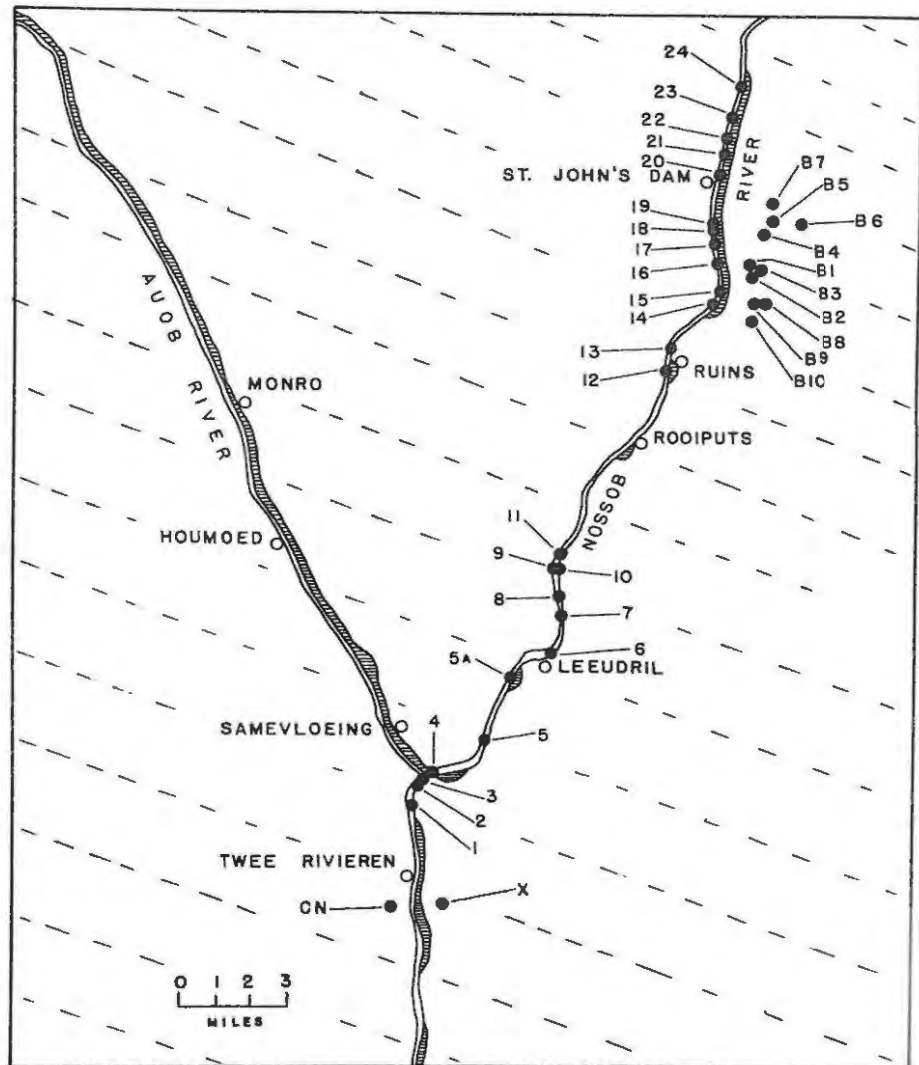 24
23
22
21
20
ST. JOHN'S DAM
RIVER
B7
B5
B6
B4
19
18
17
16
B1
B3
B2
15
14
B8
B9
B10
13
12
RUINS
AUOB RIVER
MONRO
ROOIPUTS
NOSSOB
11
9
10
HOUMOED
8
7
6
5A
LEEUDRIL
SAMEVLOEING
4
5
3
2
1
TWEE RIVIEREN
CN
X
0 1 2 3
MILES